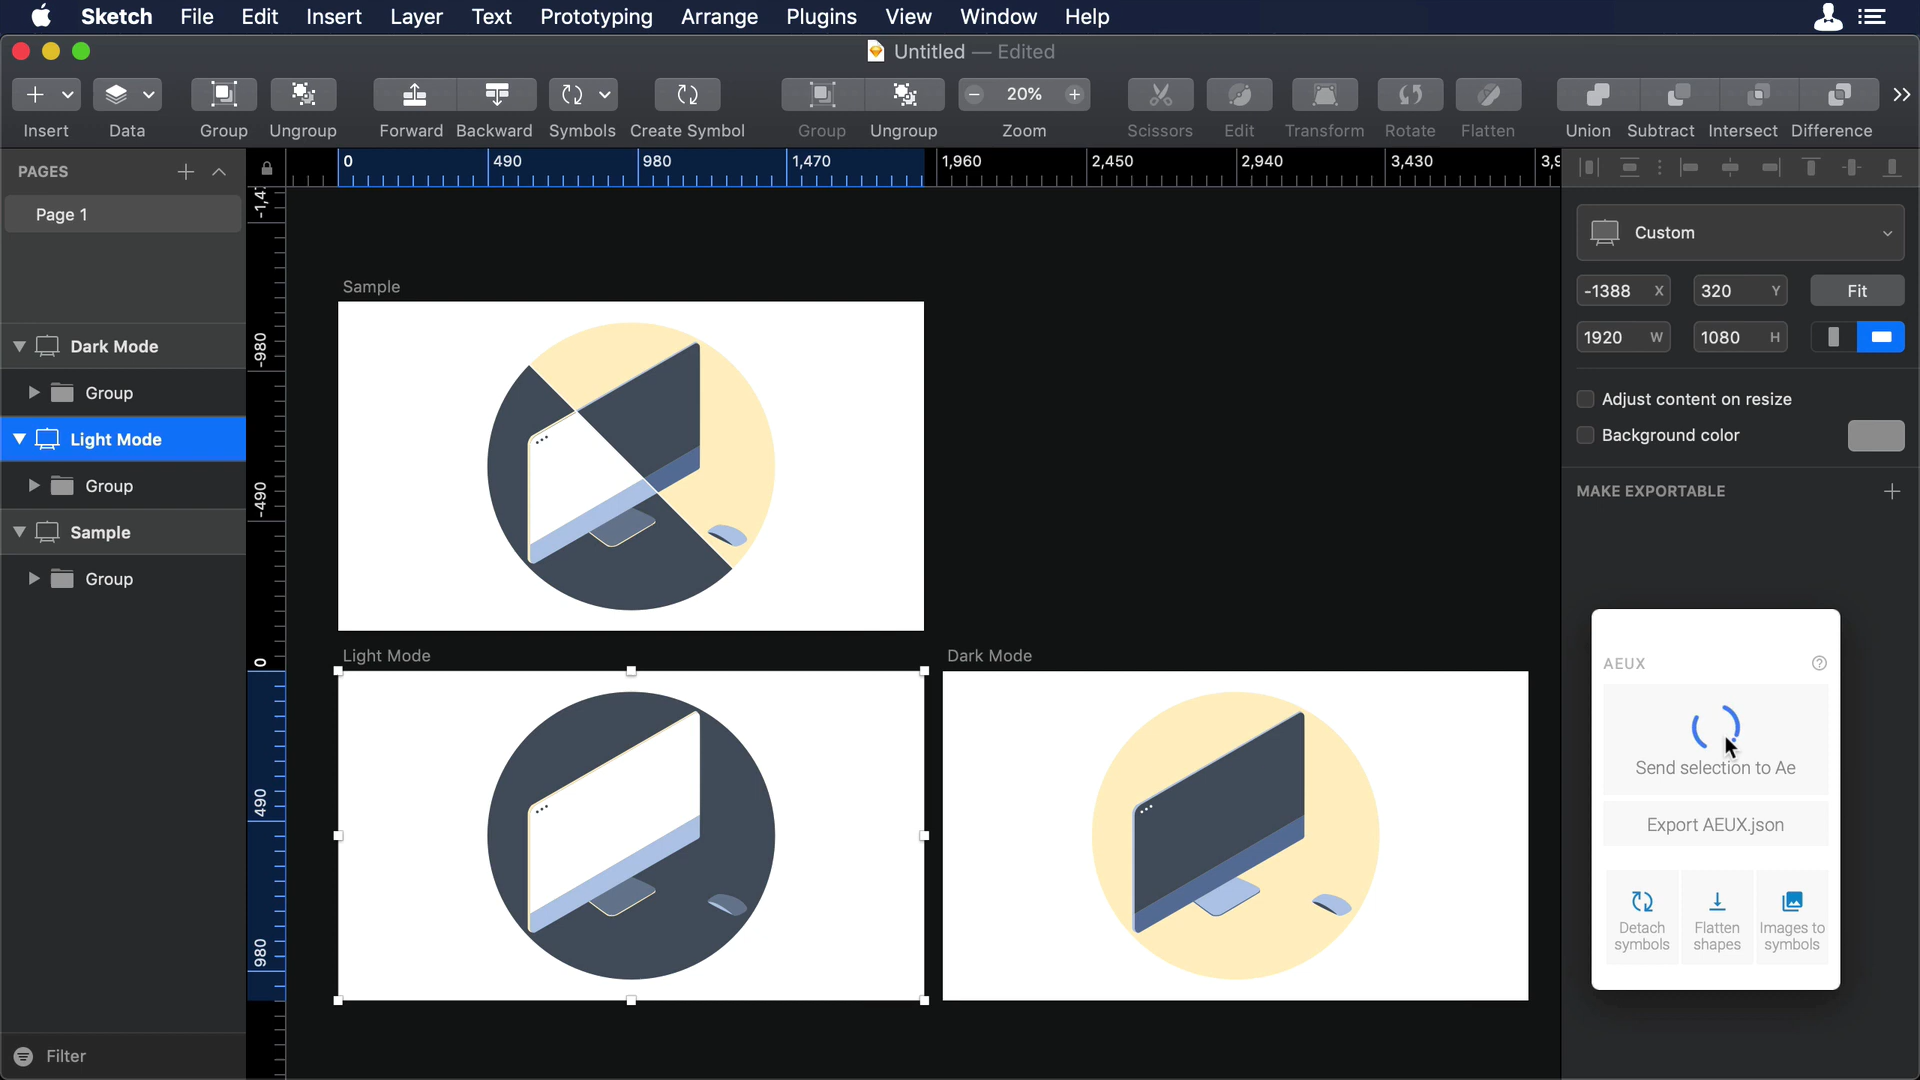 Sketch File Edit Insert Layer Text Prototyping Arrange Plugins View Window Help
Untitled — Edited
20%
Insert Data Group Ungroup Forward Backward Symbols Create Symbol Group Ungroup Zoom Scissors Edit Transform Rotate Flatten Union Subtract Intersect Difference
PAGES
Page 1
Dark Mode
Group
Light Mode
Group
Sample
Group
Filter
0 490 980 1,470 1,960 2,450 2,940 3,430
-980
-490
0
490
980
Sample
Light Mode
Dark Mode
Custom
-1388 X 320 Y Fit
1920 W 1080 H
Adjust content on resize
Background color
MAKE EXPORTABLE
AEUX
Send selection to Ae
Export AEUX.json
Detach symbols
Flatten shapes
Images to symbols